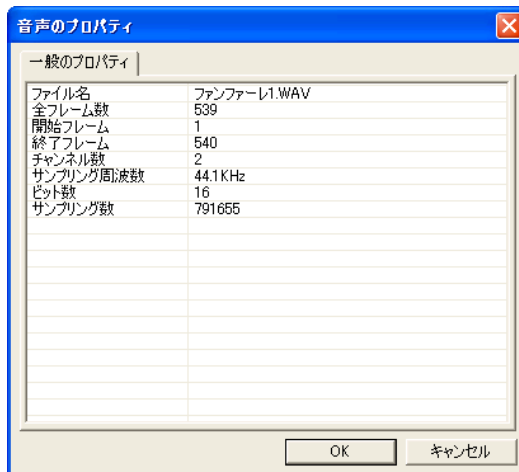 音声のプロパティ
一般のプロパティ
ファイル名 ファンファーレ1.WAV
全フレーム数 539
開始フレーム 1
終了フレーム 540
チャンネル数 2
サンプリング周波数 44.1KHz
ビット数 16
サンプリング数 791655
OK キャンセル